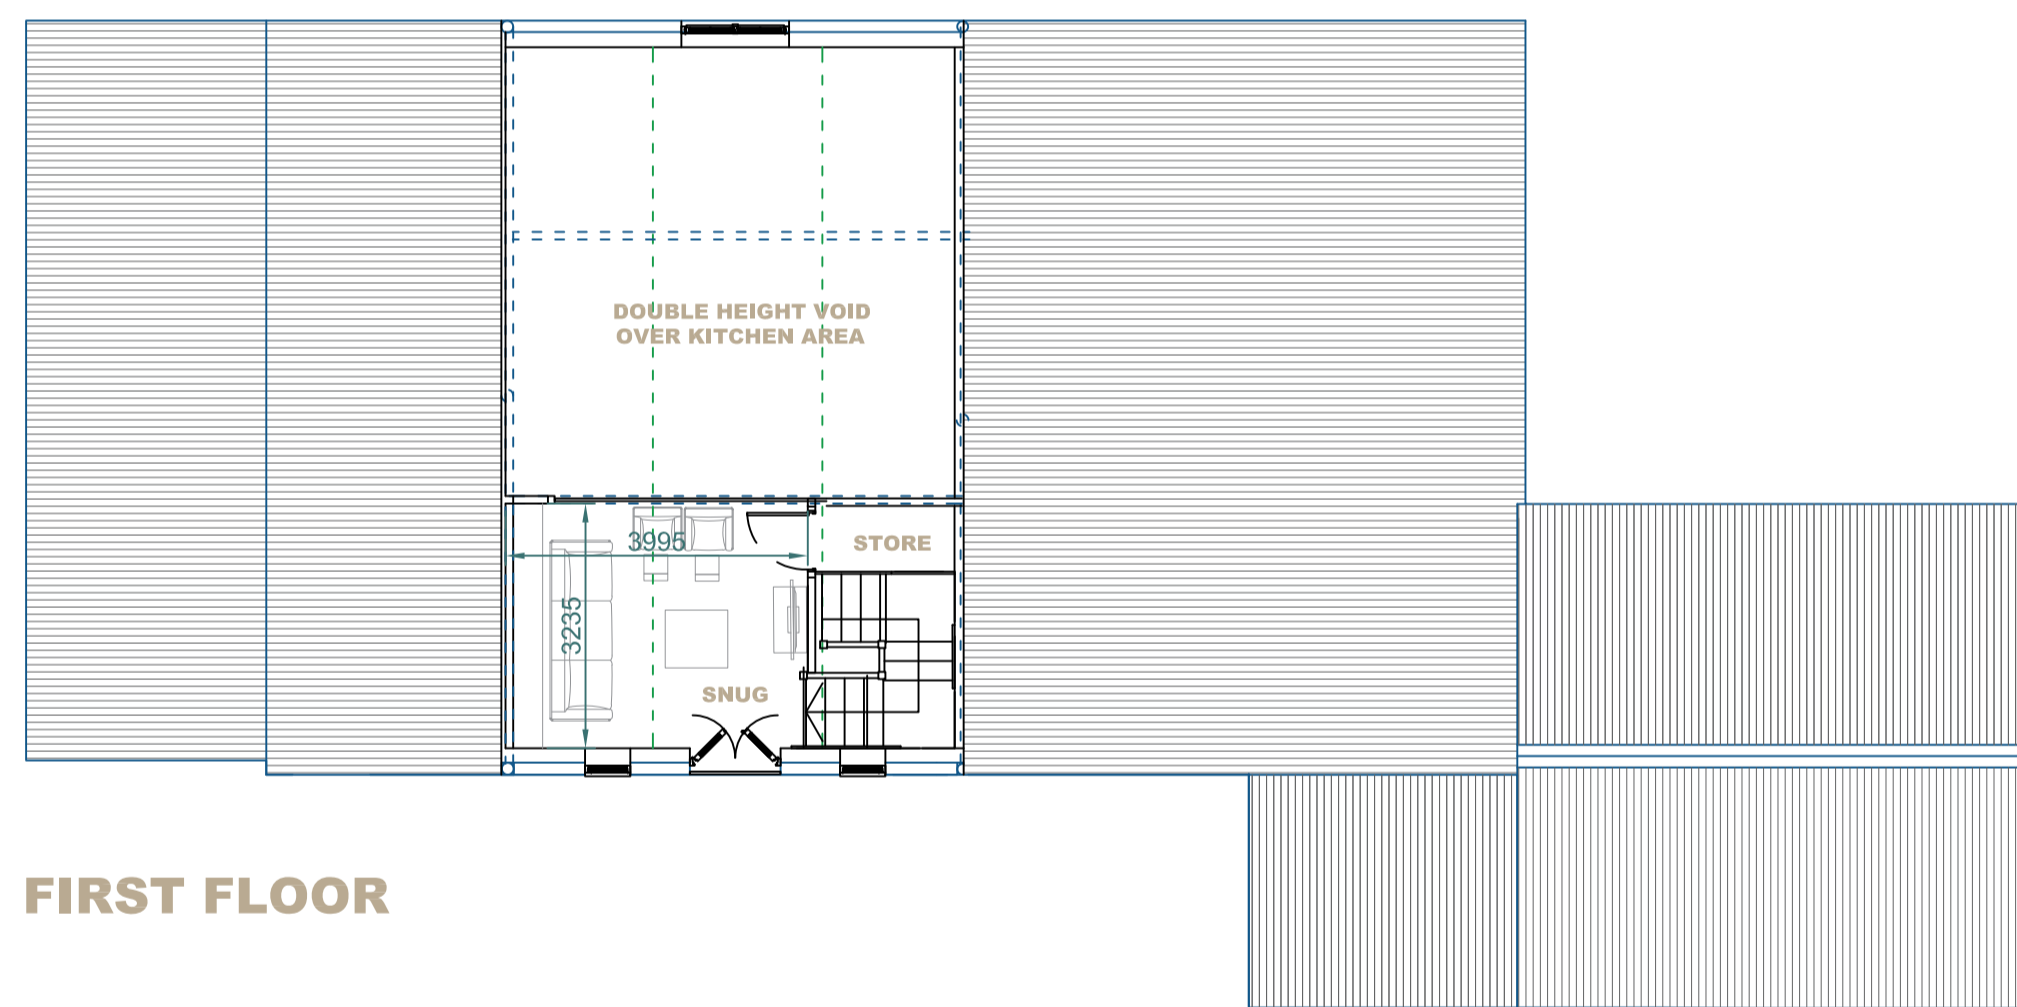 DOUBLE HEIGHT VOID
OVER KITCHEN AREA
3995
STORE
3235
SNUG
FIRST FLOOR